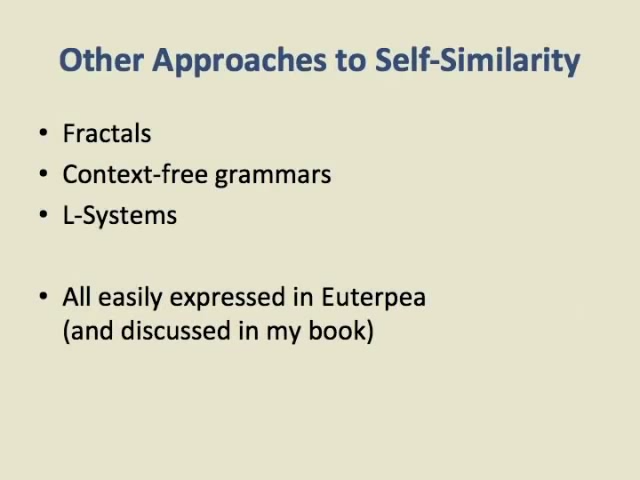 Other Approaches to Self-Similarity
• Fractals
• Context-free grammars
• L-Systems
• All easily expressed in Euterpea
(and discussed in my book)